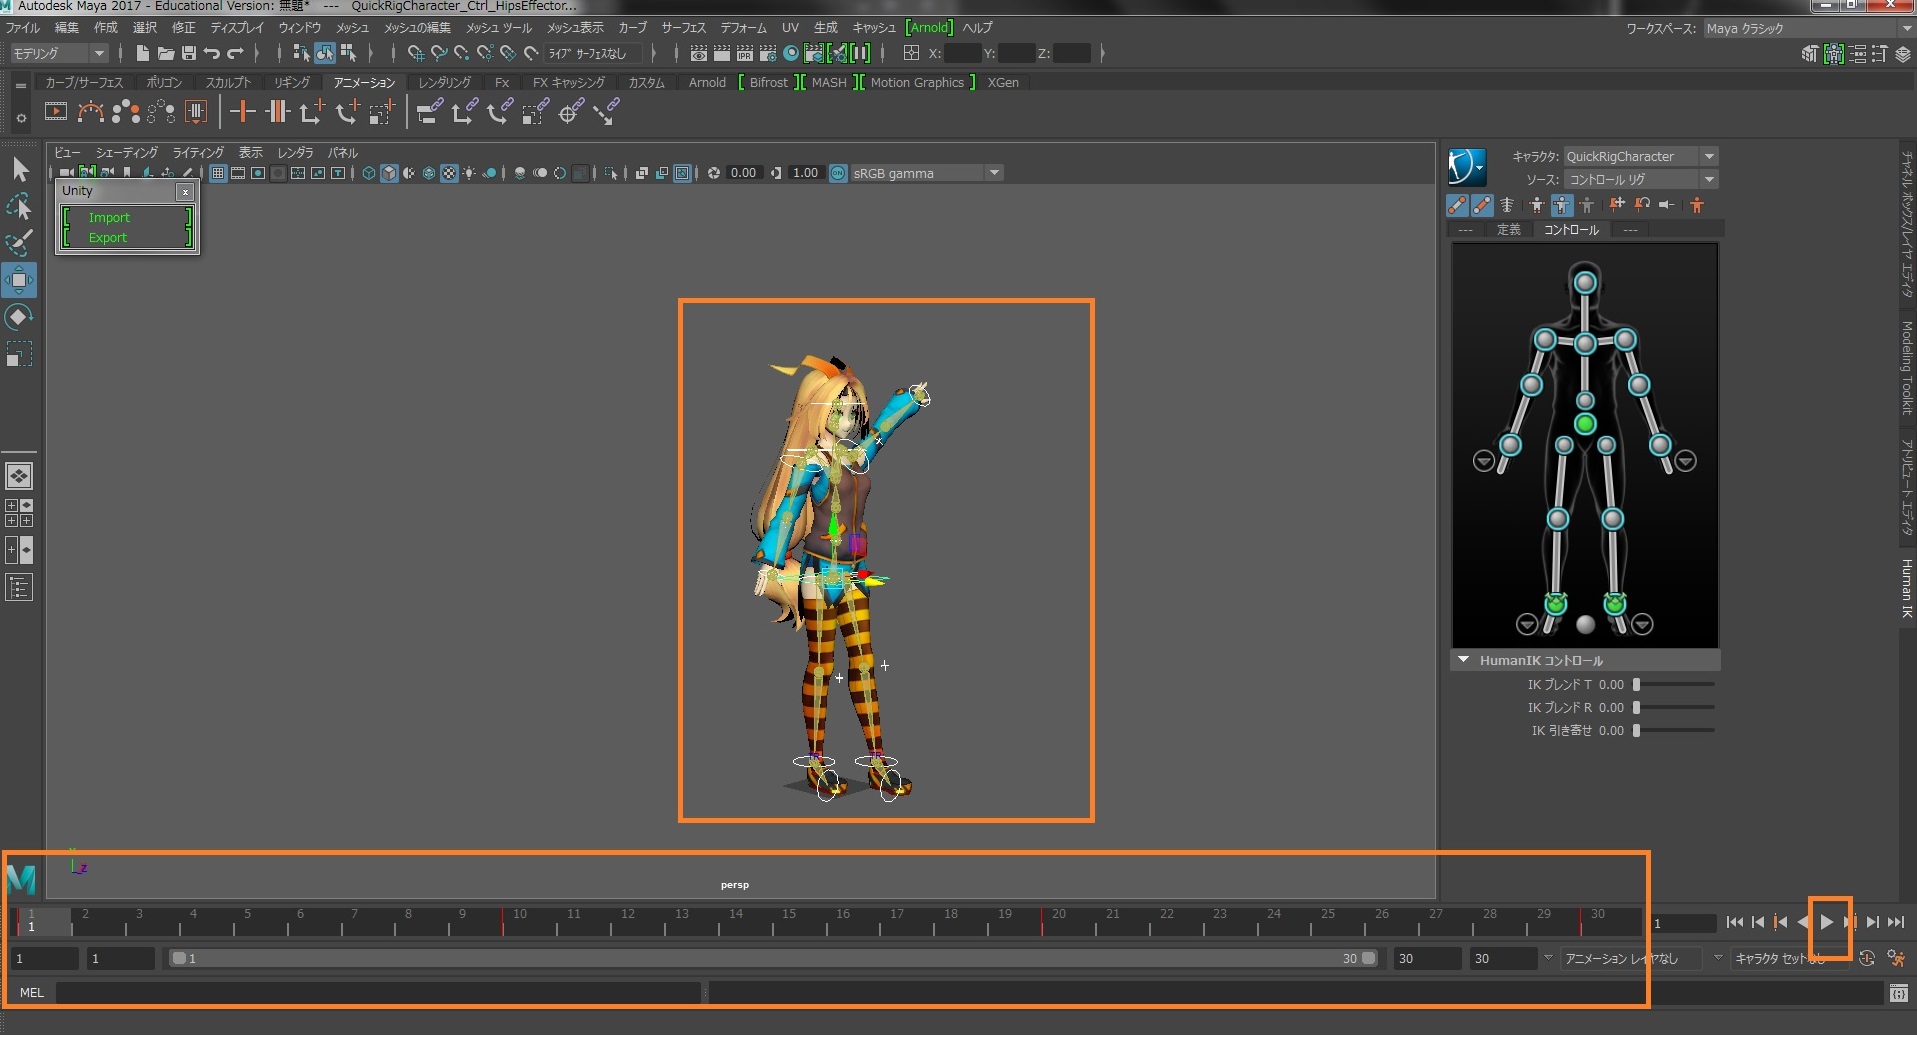 Autodesk Maya 2017 - Educational Version: 無題* --- QuickRigCharacter_Ctrl_HipsEffector...
ファイル 編集 作成 選択 修正 ディスプレイ ウィンドウ メッシュ メッシュの編集 メッシュ ツール メッシュ表示 カーブ サーフェス デフォーム UV 生成 キャッシュ [Arnold] ヘルプ ワークスペース: Maya クラシック
モデリング ライブ サーフェスなし X: Y: Z:
カーブ/サーフェス ポリゴン スカルプト リギング アニメーション レンダリング Fx FX キャッシング カスタム Arnold [ Bifrost ][ MASH ][ Motion Graphics ] XGen
ビュー シェーディング ライティング 表示 レンダラ パネル
0.00 1.00 ON sRGB gamma
Unity x
Import
Export
キャラクタ: QuickRigCharacter
ソース: コントロール リグ
--- 定義 コントロール ---
HumanIK コントロール
IK ブレンド T 0.00
IK ブレンド R 0.00
IK 引き寄せ 0.00
チャネル ボックス/レイヤ エディタ
Modeling Toolkit
アトリビュート エディタ
Human IK
z
persp
1 2 3 4 5 6 7 8 9 10 11 12 13 14 15 16 17 18 19 20 21 22 23 24 25 26 27 28 29 30
1 1
1 1 1 30 30 30 アニメーション レイヤなし キャラクタ セットなし
MEL